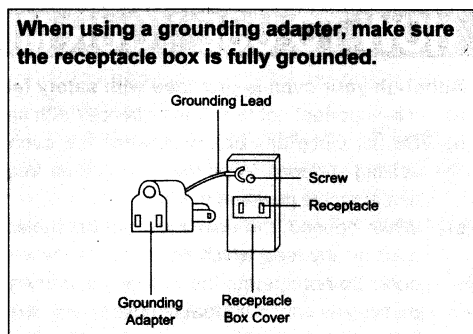 When using a grounding adapter, make sure
the receptacle box is fully grounded.
Grounding Lead
Screw
Receptacle
Grounding
Adapter
Receptacle
Box Cover